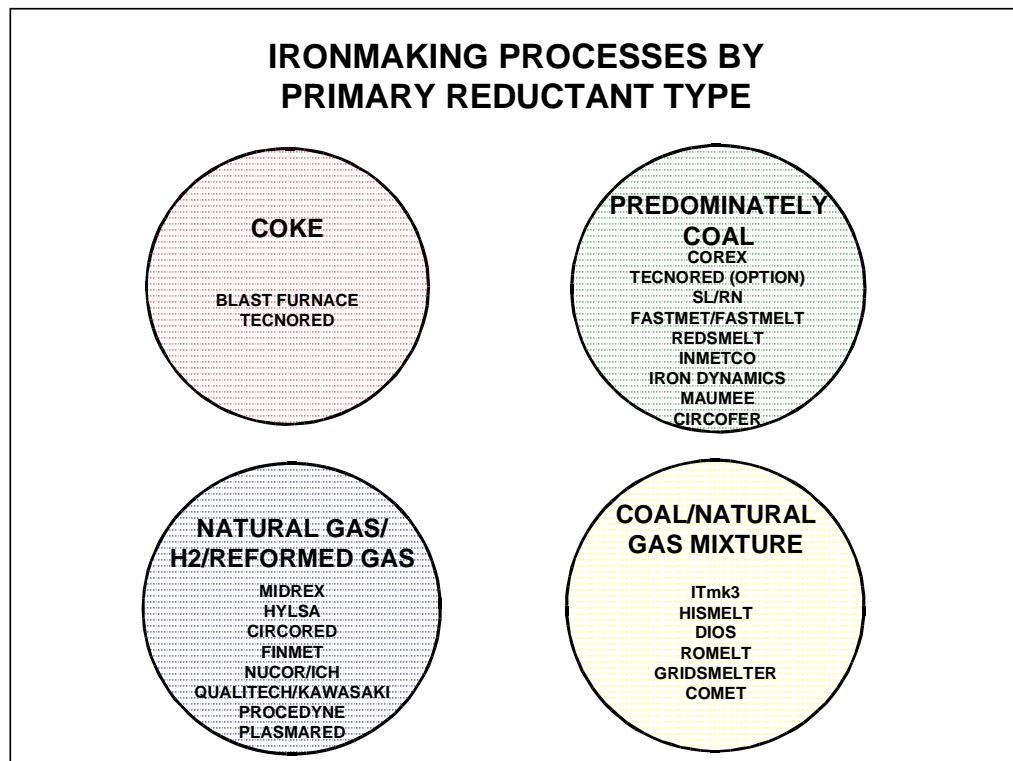 IRONMAKING PROCESSES BY
PRIMARY REDUCTANT TYPE
COKE
BLAST FURNACE
TECNORED
PREDOMINATELY
COAL
COREX
TECNORED (OPTION)
SL/RN
FASTMET/FASTMELT
REDSMELT
INMETCO
IRON DYNAMICS
MAUMEE
CIRCOFER
NATURAL GAS/
H2/REFORMED GAS
MIDREX
HYLSA
CIRCORED
FINMET
NUCOR/ICH
QUALITECH/KAWASAKI
PROCEDYNE
PLASMARED
COAL/NATURAL
GAS MIXTURE
ITmk3
HISMELT
DIOS
ROMELT
GRIDSMELTER
COMET